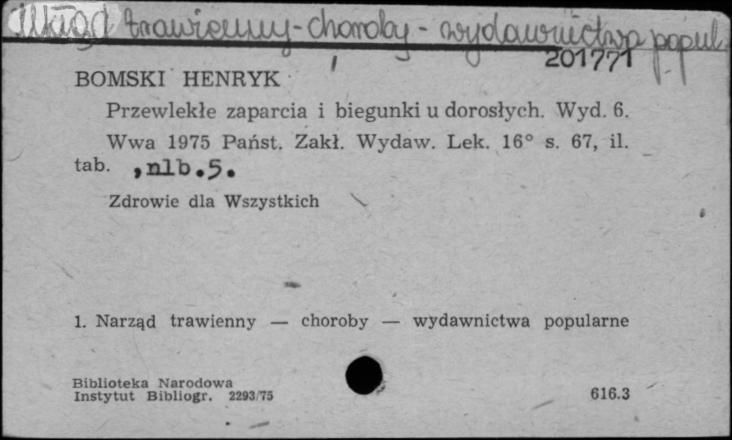 Układ trawienny - choroby - wydawnictwa popul.
201771
BOMSKI HENRYK
Przewlekłe zaparcia i biegunki u dorosłych. Wyd. 6.
Wwa 1975 Państ. Zakł. Wydaw. Lek. 16° s. 67, il.
tab. , nlb. 5.
Zdrowie dla Wszystkich
1. Narząd trawienny — choroby — wydawnictwa popularne
Biblioteka Narodowa
Instytut Bibliogr. 2293/75
616.3